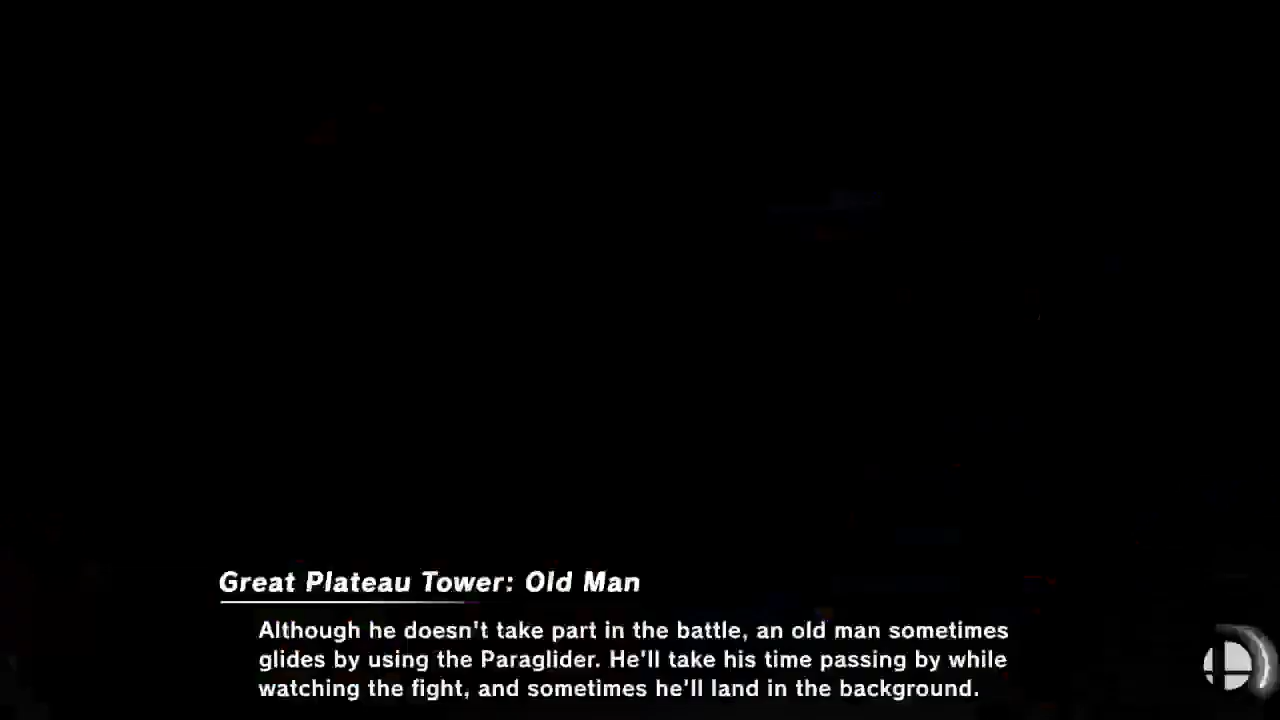 Great Plateau Tower: Old Man
Although he doesn't take part in the battle, an old man sometimes
glides by using the Paraglider. He'll take his time passing by while
watching the fight, and sometimes he'll land in the background.